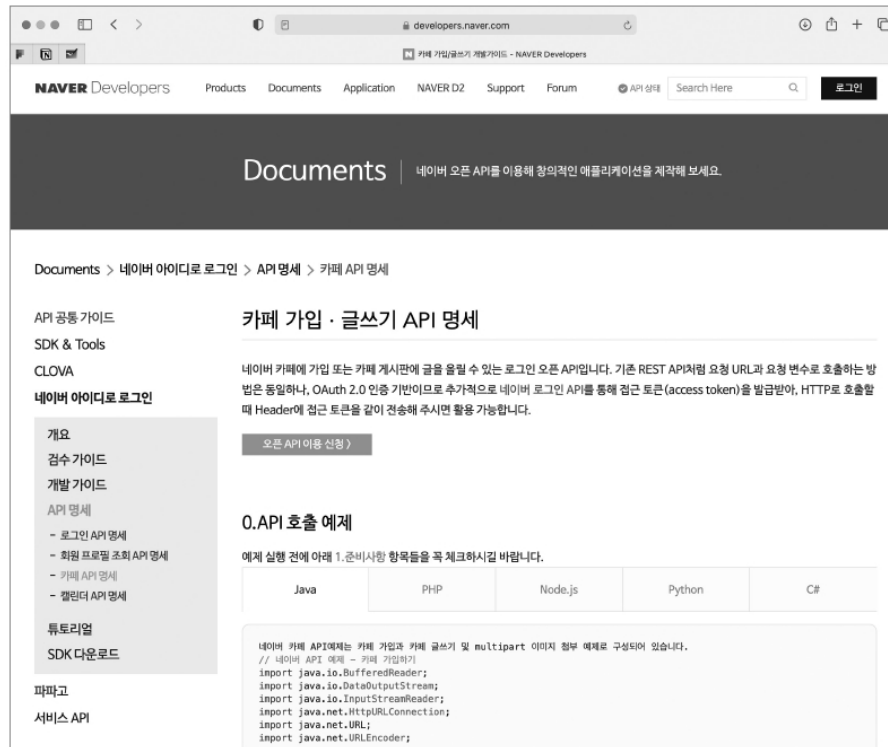 developers.naver.com
카페 가입/글쓰기 개발가이드 - NAVER Developers
NAVER Developers Products Documents Application NAVER D2 Support Forum API 상태 Search Here 로그인
Documents 네이버 오픈 API를 이용해 창의적인 애플리케이션을 제작해 보세요.
Documents > 네이버 아이디로 로그인 > API 명세 > 카페 API 명세
API 공통 가이드
SDK & Tools
CLOVA
네이버 아이디로 로그인
개요
검수 가이드
개발 가이드
API 명세
- 로그인 API 명세
- 회원 프로필 조회 API 명세
- 카페 API 명세
- 캘린더 API 명세
튜토리얼
SDK 다운로드
파파고
서비스 API
카페 가입 · 글쓰기 API 명세
네이버 카페에 가입 또는 카페 게시판에 글을 올릴 수 있는 로그인 오픈 API입니다. 기존 REST API처럼 요청 URL과 요청 변수로 호출하는 방
법은 동일하나, OAuth 2.0 인증 기반이므로 추가적으로 네이버 로그인 API를 통해 접근 토큰(access token)을 발급받아, HTTP로 호출할
때 Header에 접근 토큰을 같이 전송해 주시면 활용 가능합니다.
오픈 API 이용 신청 〉
0.API 호출 예제
예제 실행 전에 아래 1.준비사항 항목들을 꼭 체크하시길 바랍니다.
Java PHP Node.js Python C#
네이버 카페 API예제는 카페 가입과 카페 글쓰기 및 multipart 이미지 첨부 예제로 구성되어 있습니다.
// 네이버 API 예제 - 카페 가입하기
import java.io.BufferedReader;
import java.io.DataOutputStream;
import java.io.InputStreamReader;
import java.net.HttpURLConnection;
import java.net.URL;
import java.net.URLEncoder;